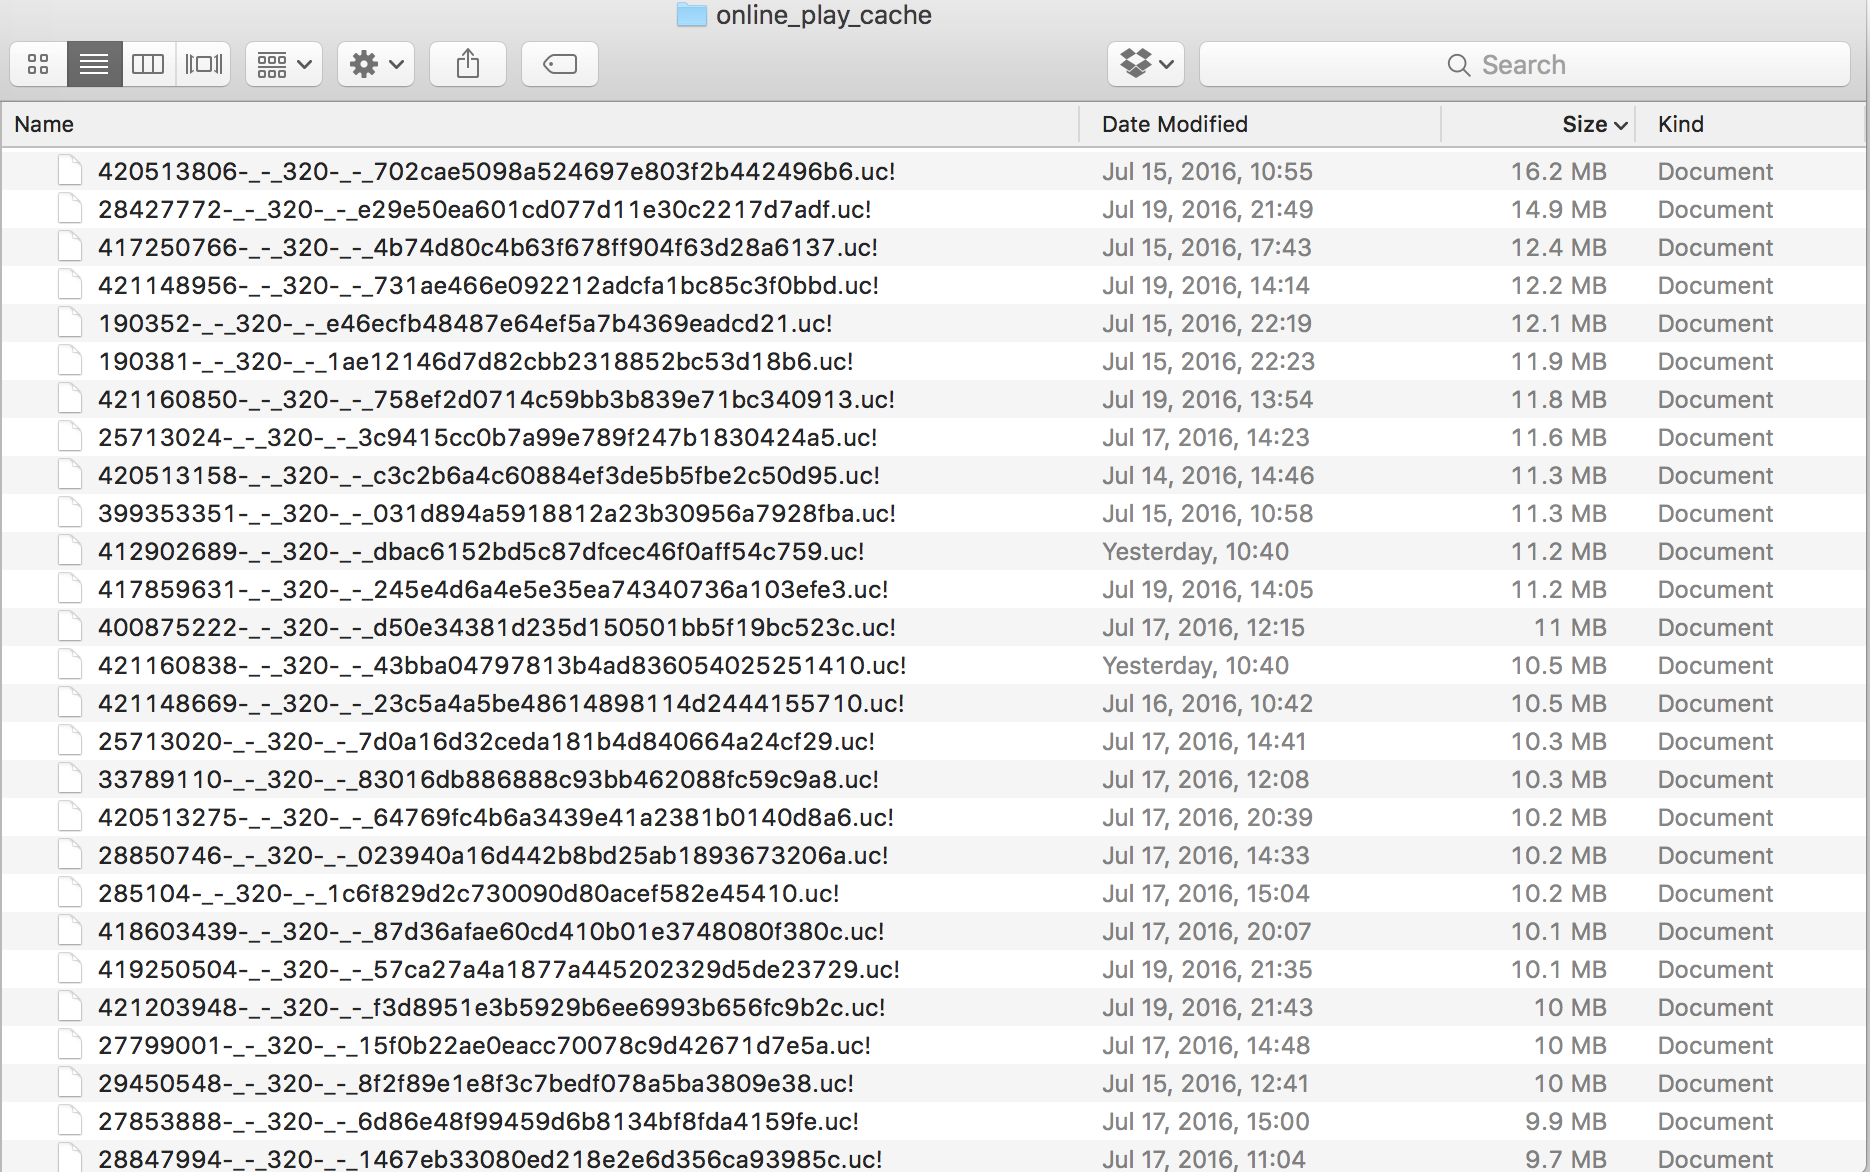 online_play_cache
Search
Name Date Modified Size Kind
420513806-_-_320-_-_702cae5098a524697e803f2b442496b6.uc! Jul 15, 2016, 10:55 16.2 MB Document
28427772-_-_320-_-_e29e50ea601cd077d11e30c2217d7adf.uc! Jul 19, 2016, 21:49 14.9 MB Document
417250766-_-_320-_-_4b74d80c4b63f678ff904f63d28a6137.uc! Jul 15, 2016, 17:43 12.4 MB Document
421148956-_-_320-_-_731ae466e092212adcfa1bc85c3f0bbd.uc! Jul 19, 2016, 14:14 12.2 MB Document
190352-_-_320-_-_e46ecfb48487e64ef5a7b4369eadcd21.uc! Jul 15, 2016, 22:19 12.1 MB Document
190381-_-_320-_-_1ae12146d7d82cbb2318852bc53d18b6.uc! Jul 15, 2016, 22:23 11.9 MB Document
421160850-_-_320-_-_758ef2d0714c59bb3b839e71bc340913.uc! Jul 19, 2016, 13:54 11.8 MB Document
25713024-_-_320-_-_3c9415cc0b7a99e789f247b1830424a5.uc! Jul 17, 2016, 14:23 11.6 MB Document
420513158-_-_320-_-_c3c2b6a4c60884ef3de5b5fbe2c50d95.uc! Jul 14, 2016, 14:46 11.3 MB Document
399353351-_-_320-_-_031d894a5918812a23b30956a7928fba.uc! Jul 15, 2016, 10:58 11.3 MB Document
412902689-_-_320-_-_dbac6152bd5c87dfcec46f0aff54c759.uc! Yesterday, 10:40 11.2 MB Document
417859631-_-_320-_-_245e4d6a4e5e35ea74340736a103efe3.uc! Jul 19, 2016, 14:05 11.2 MB Document
400875222-_-_320-_-_d50e34381d235d150501bb5f19bc523c.uc! Jul 17, 2016, 12:15 11 MB Document
421160838-_-_320-_-_43bba04797813b4ad836054025251410.uc! Yesterday, 10:40 10.5 MB Document
421148669-_-_320-_-_23c5a4a5be48614898114d2444155710.uc! Jul 16, 2016, 10:42 10.5 MB Document
25713020-_-_320-_-_7d0a16d32ceda181b4d840664a24cf29.uc! Jul 17, 2016, 14:41 10.3 MB Document
33789110-_-_320-_-_83016db886888c93bb462088fc59c9a8.uc! Jul 17, 2016, 12:08 10.3 MB Document
420513275-_-_320-_-_64769fc4b6a3439e41a2381b0140d8a6.uc! Jul 17, 2016, 20:39 10.2 MB Document
28850746-_-_320-_-_023940a16d442b8bd25ab1893673206a.uc! Jul 17, 2016, 14:33 10.2 MB Document
285104-_-_320-_-_1c6f829d2c730090d80acef582e45410.uc! Jul 17, 2016, 15:04 10.2 MB Document
418603439-_-_320-_-_87d36afae60cd410b01e3748080f380c.uc! Jul 17, 2016, 20:07 10.1 MB Document
419250504-_-_320-_-_57ca27a4a1877a445202329d5de23729.uc! Jul 19, 2016, 21:35 10.1 MB Document
421203948-_-_320-_-_f3d8951e3b5929b6ee6993b656fc9b2c.uc! Jul 19, 2016, 21:43 10 MB Document
27799001-_-_320-_-_15f0b22ae0eacc70078c9d42671d7e5a.uc! Jul 17, 2016, 14:48 10 MB Document
29450548-_-_320-_-_8f2f89e1e8f3c7bedf078a5ba3809e38.uc! Jul 15, 2016, 12:41 10 MB Document
27853888-_-_320-_-_6d86e48f99459d6b8134bf8fda4159fe.uc! Jul 17, 2016, 15:00 9.9 MB Document
28847994-_-_320-_-_1467eb33080ed218e2e6d356ca93985c.uc! Jul 17, 2016, 11:04 9.7 MB Document